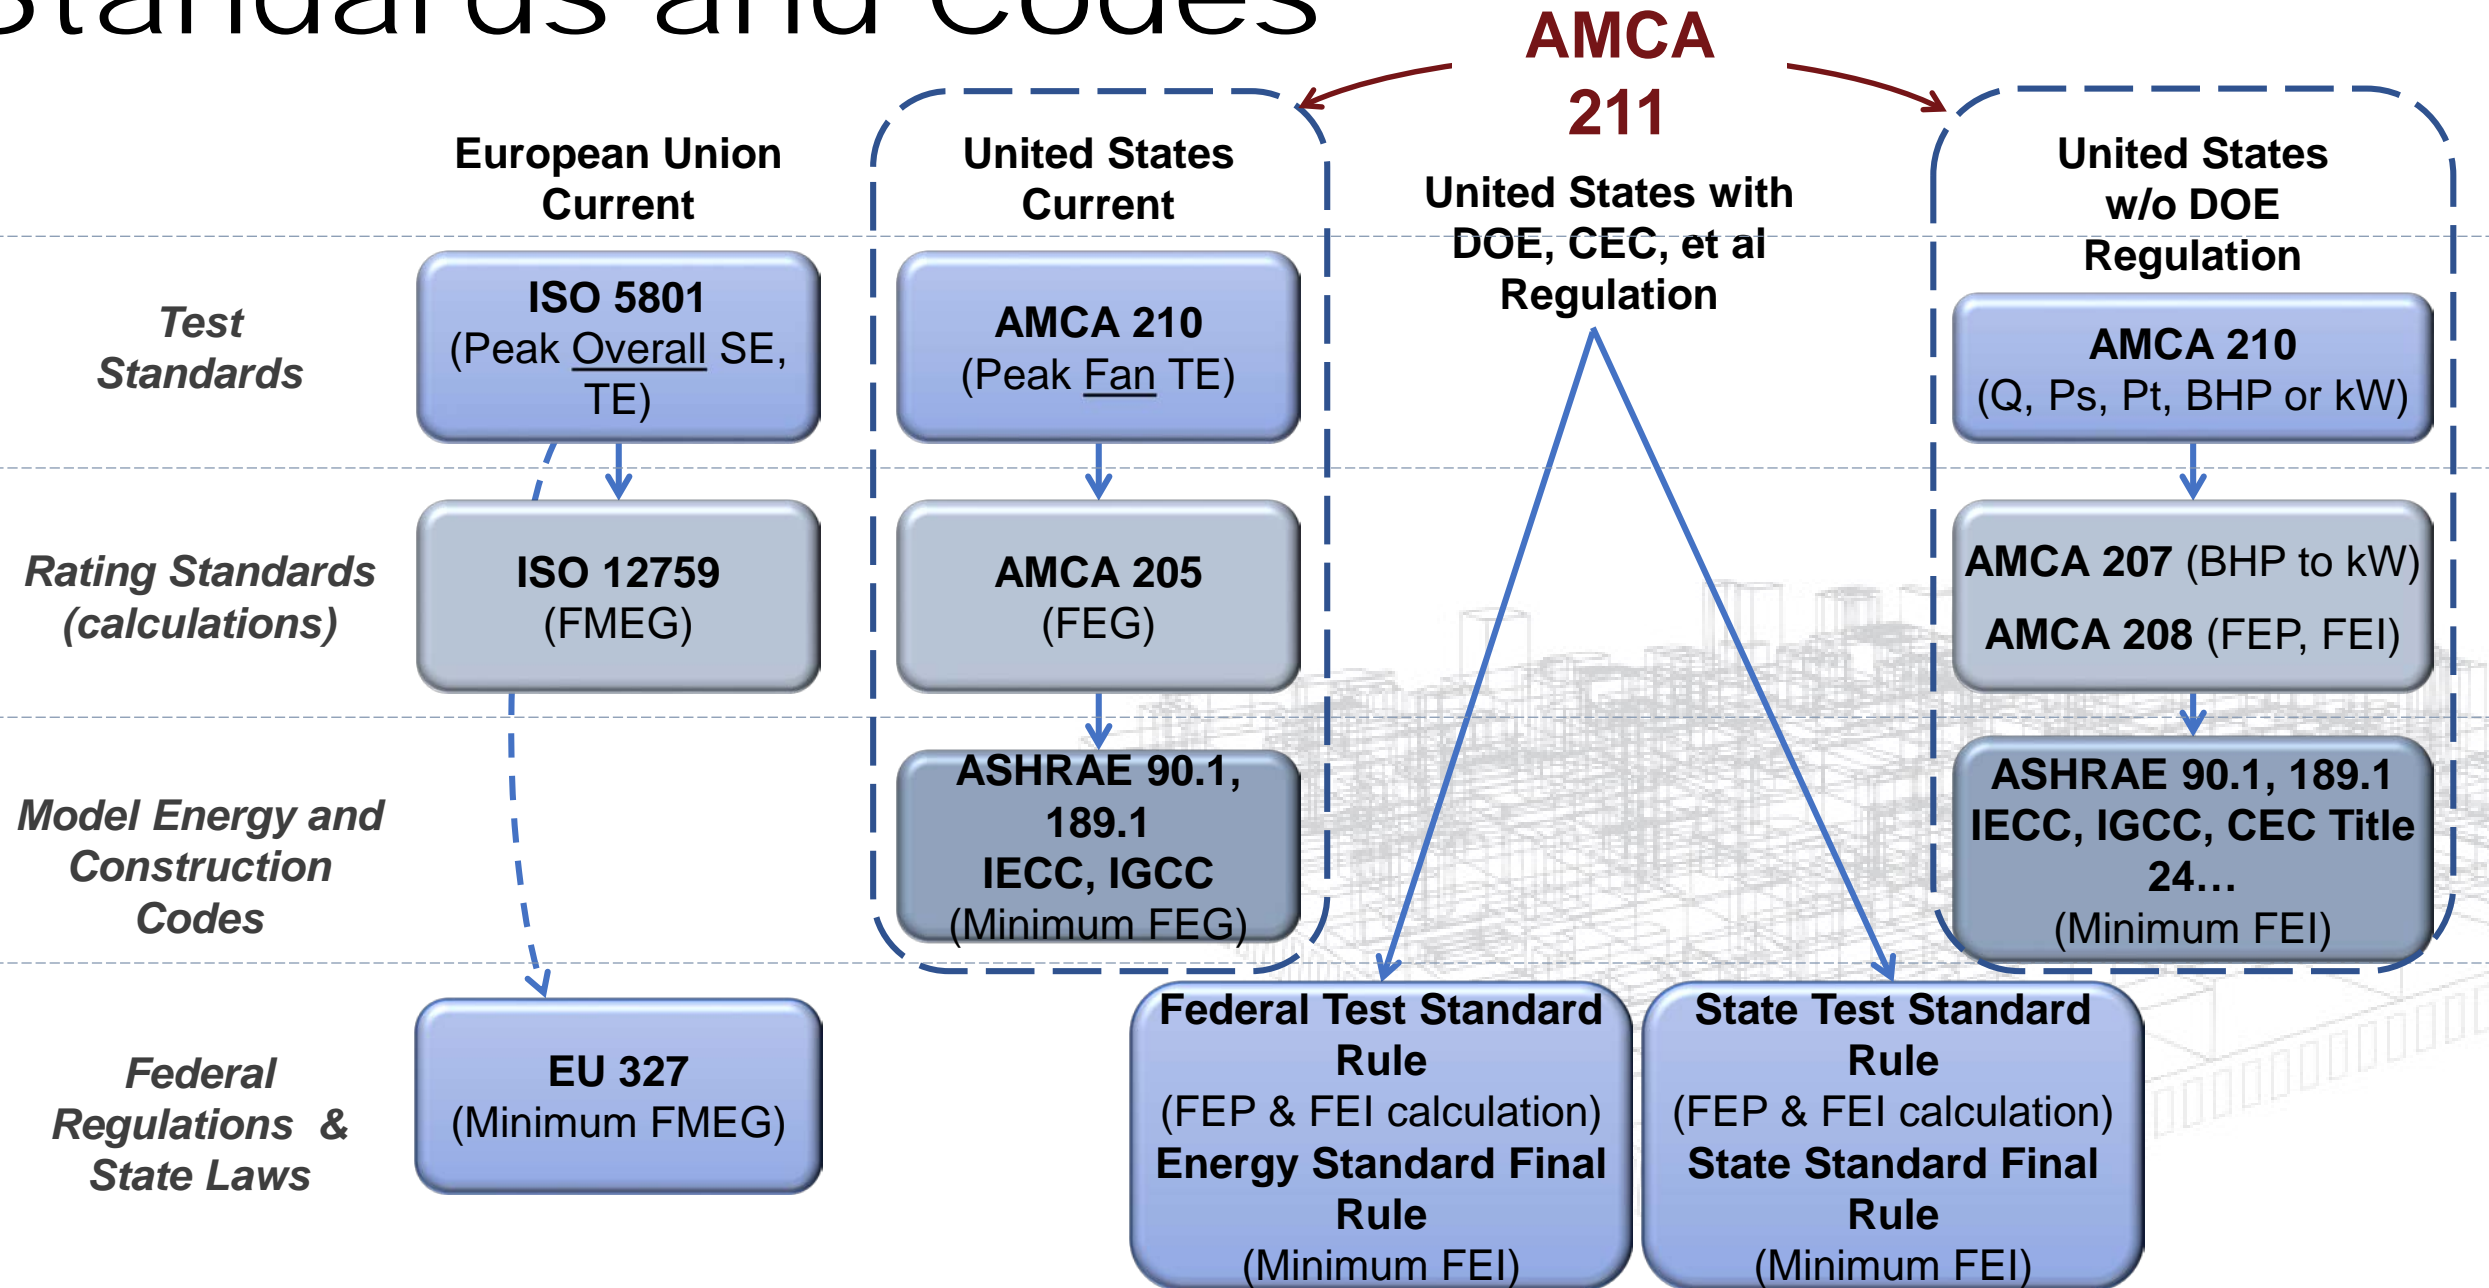 Standards and Codes
AMCA
211
European Union
Current
United States
Current
United States with
DOE, CEC, et al
Regulation
United States
w/o DOE
Regulation
Test
Standards
ISO 5801
(Peak Overall SE,
TE)
AMCA 210
(Peak Fan TE)
AMCA 210
(Q, Ps, Pt, BHP or kW)
Rating Standards
(calculations)
ISO 12759
(FMEG)
AMCA 205
(FEG)
AMCA 207 (BHP to kW)
AMCA 208 (FEP, FEI)
Model Energy and
Construction
Codes
ASHRAE 90.1,
189.1
IECC, IGCC
(Minimum FEG)
ASHRAE 90.1, 189.1
IECC, IGCC, CEC Title
24…
(Minimum FEI)
Federal
Regulations &
State Laws
EU 327
(Minimum FMEG)
Federal Test Standard
Rule
(FEP & FEI calculation)
Energy Standard Final
Rule
(Minimum FEI)
State Test Standard
Rule
(FEP & FEI calculation)
State Standard Final
Rule
(Minimum FEI)